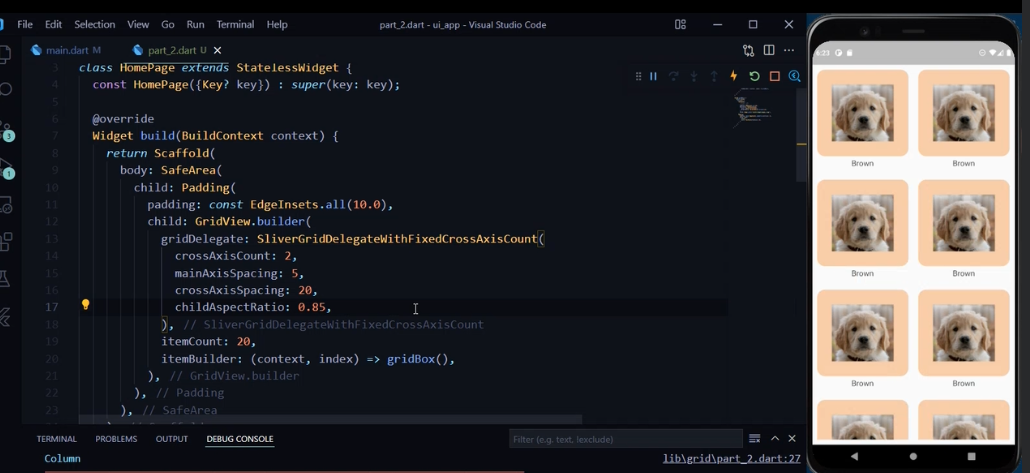 File Edit Selection View Go Run Terminal Help
part_2.dart - ui_app - Visual Studio Code
main.dart M
part_2.dart U
3 class HomePage extends StatelessWidget {
4 const HomePage({Key? key}) : super(key: key);
5
6 @override
7 Widget build(BuildContext context) {
8 return Scaffold(
9 body: SafeArea(
10 child: Padding(
11 padding: const EdgeInsets.all(10.0),
12 child: GridView.builder(
13 gridDelegate: SliverGridDelegateWithFixedCrossAxisCount(
14 crossAxisCount: 2,
15 mainAxisSpacing: 5,
16 crossAxisSpacing: 20,
17 childAspectRatio: 0.85,
18 ), // SliverGridDelegateWithFixedCrossAxisCount
19 itemCount: 20,
20 itemBuilder: (context, index) => gridBox(),
21 ), // GridView.builder
22 ), // Padding
23 ), // SafeArea
3
1
TERMINAL PROBLEMS OUTPUT DEBUG CONSOLE
Filter (e.g. text, !exclude)
Column
lib\grid\part_2.dart:27
6:23
Brown Brown
Brown Brown
Brown Brown